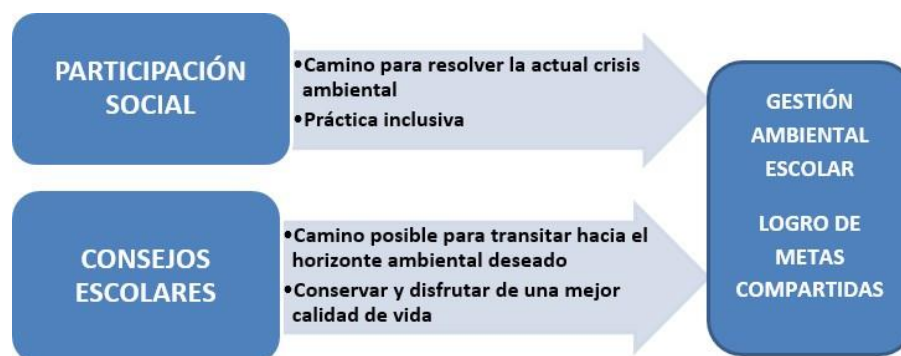 PARTICIPACIÓN
SOCIAL
•Camino para resolver la actual crisis
ambiental
•Práctica inclusiva
CONSEJOS
ESCOLARES
•Camino posible para transitar hacia el
horizonte ambiental deseado
•Conservar y disfrutar de una mejor
calidad de vida
GESTIÓN
AMBIENTAL
ESCOLAR
LOGRO DE
METAS
COMPARTIDAS